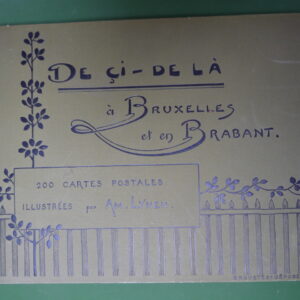 DE ÇI-DE LÀ
à BRUXELLES
et en BRABANT.
200 CARTES POSTALES
ILLUSTRÉES par AM. LYNEN.